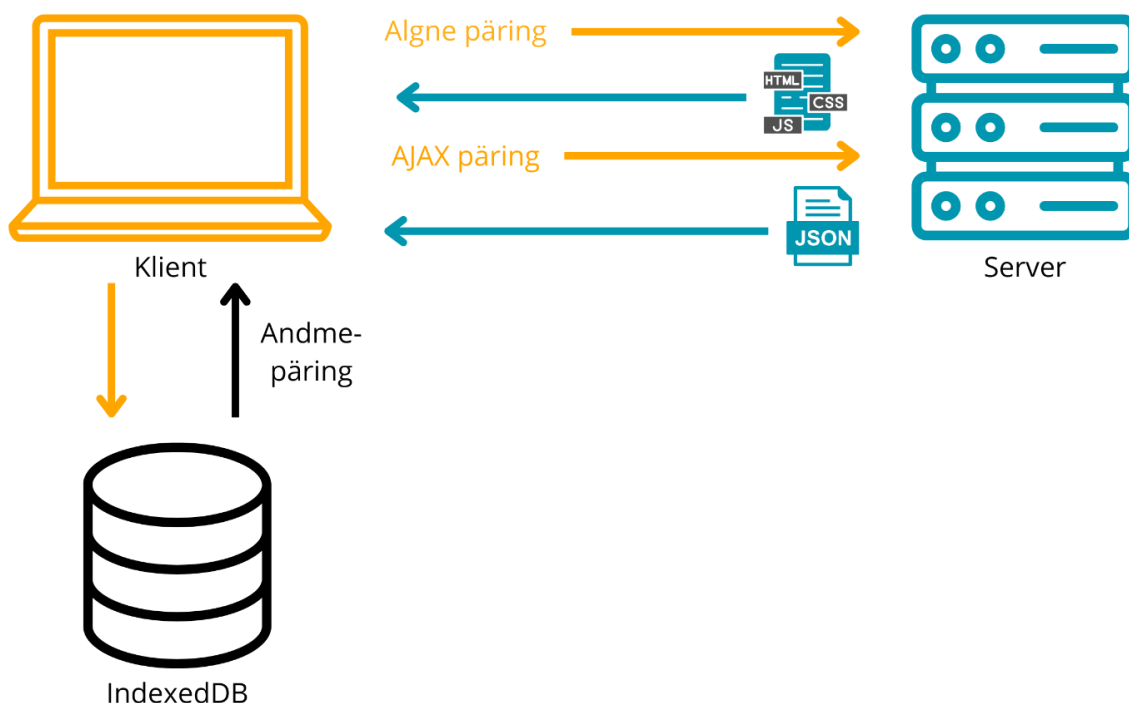 Algne päring
HTML
CSS
JS
AJAX päring
JSON
Klient
Server
Andme-
päring
IndexedDB